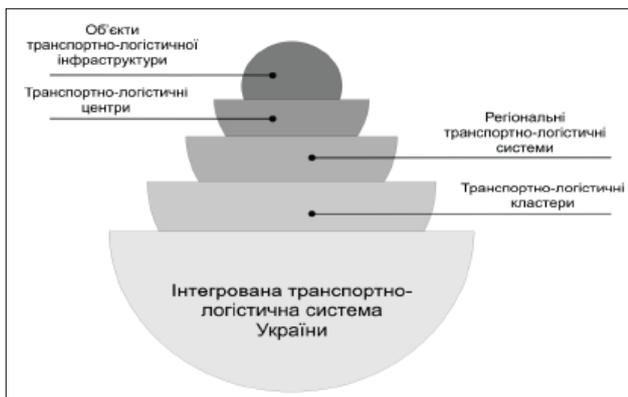 Об’єкти
транспортно-логістичної
інфраструктури
Транспортно-логістичні
центри
Регіональні
транспортно-логістичні
системи
Транспортно-логістичні
кластери
Інтегрована транспортно-
логістична система
України